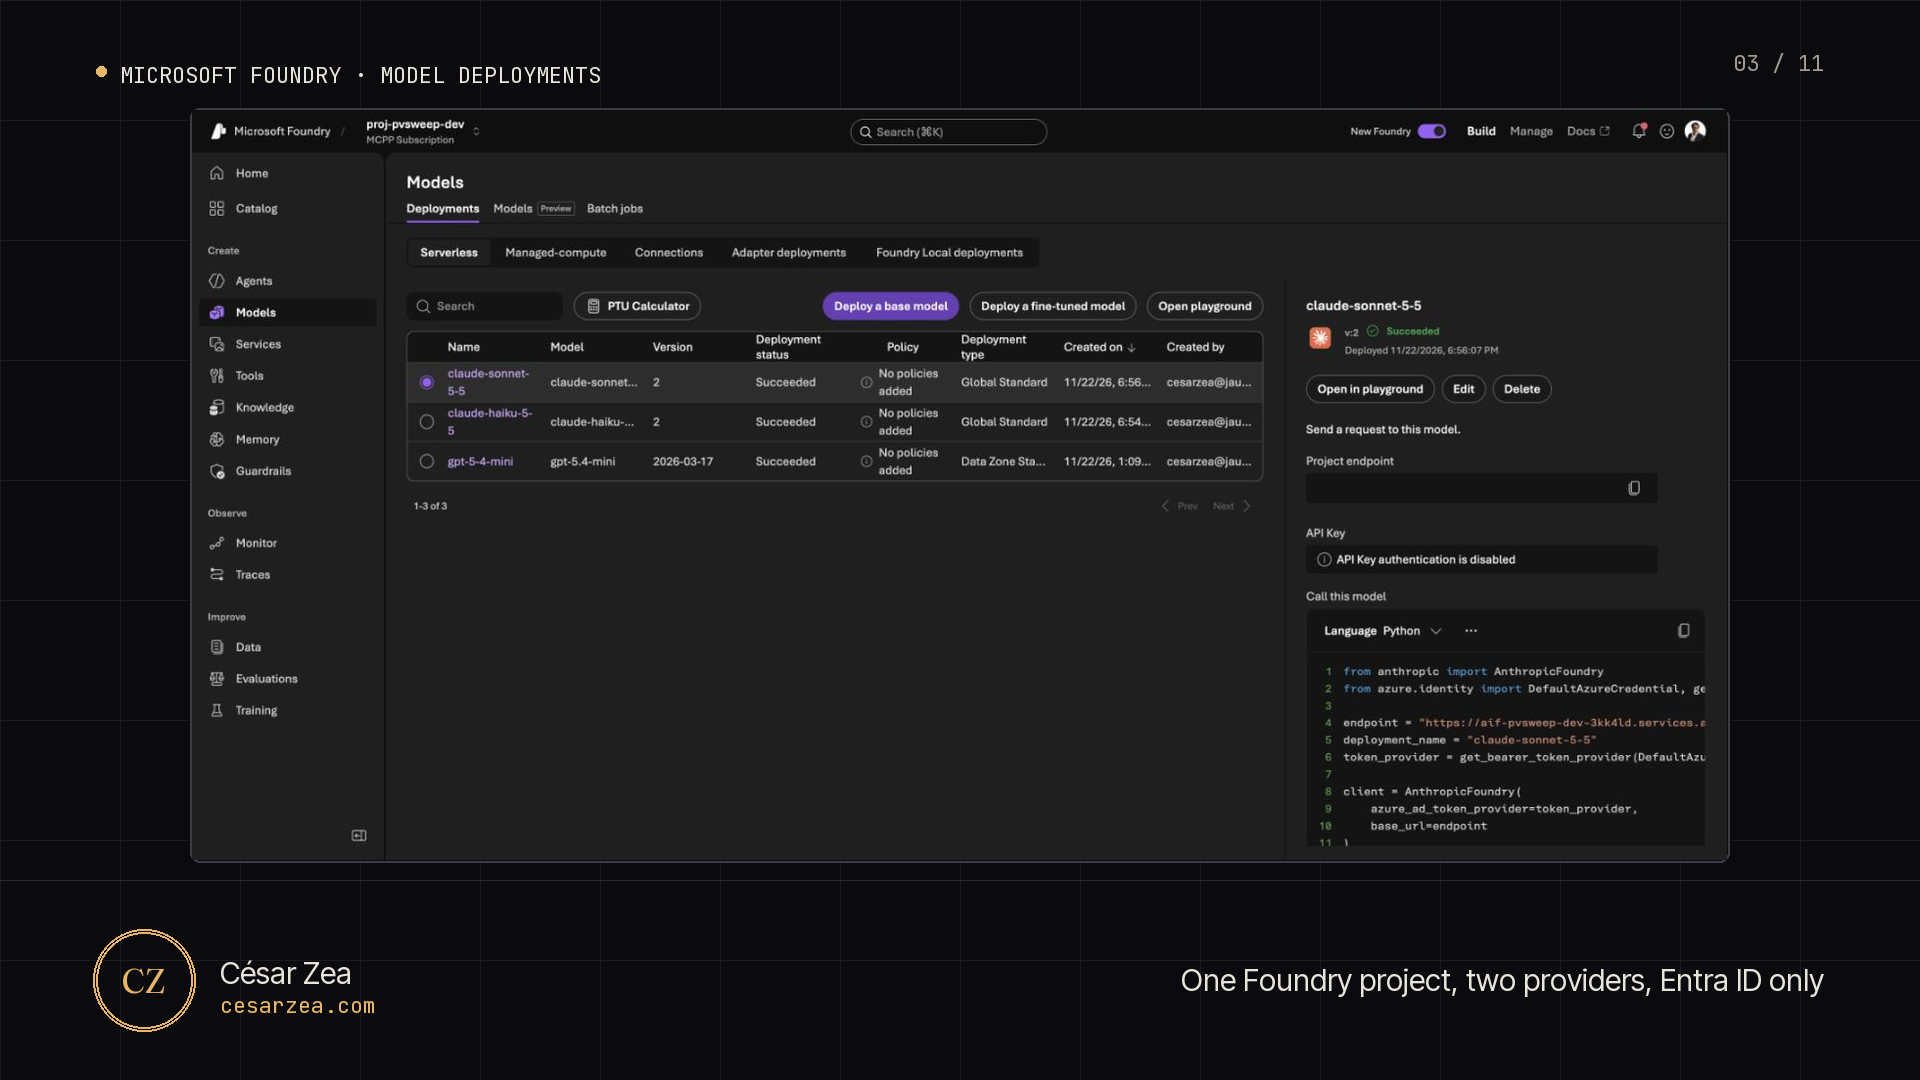 MICROSOFT FOUNDRY · MODEL DEPLOYMENTS
03 / 11
Microsoft Foundry /
proj-pvsweep-dev
MCPP Subscription
Search (⌘K)
New Foundry
Build
Manage
Docs
Home
Catalog
Create
Agents
Models
Services
Tools
Knowledge
Memory
Guardrails
Observe
Monitor
Traces
Improve
Data
Evaluations
Training
Models
Deployments
Models Preview
Batch jobs
Serverless
Managed-compute
Connections
Adapter deployments
Foundry Local deployments
Search
PTU Calculator
Deploy a base model
Deploy a fine-tuned model
Open playground
Name
Model
Version
Deployment
status
Policy
Deployment
type
Created on ↓
Created by
claude-sonnet-
5-5
claude-sonnet...
2
Succeeded
No policies
added
Global Standard
11/22/26, 6:56...
cesarzea@jau...
claude-haiku-5-
5
claude-haiku-...
2
Succeeded
No policies
added
Global Standard
11/22/26, 6:54...
cesarzea@jau...
gpt-5-4-mini
gpt-5.4-mini
2026-03-17
Succeeded
No policies
added
Data Zone Sta...
11/22/26, 1:09...
cesarzea@jau...
1-3 of 3
Prev
Next
claude-sonnet-5-5
v:2 Succeeded
Deployed 11/22/2026, 6:56:07 PM
Open in playground
Edit
Delete
Send a request to this model.
Project endpoint
API Key
API Key authentication is disabled
Call this model
Language Python ...
1 from anthropic import AnthropicFoundry
2 from azure.identity import DefaultAzureCredential, ge
3
4 endpoint = "https://aif-pvsweep-dev-3kk4ld.services.a
5 deployment_name = "claude-sonnet-5-5"
6 token_provider = get_bearer_token_provider(DefaultAzu
7
8 client = AnthropicFoundry(
9 azure_ad_token_provider=token_provider,
10 base_url=endpoint
11 )
CZ
César Zea
cesarzea.com
One Foundry project, two providers, Entra ID only